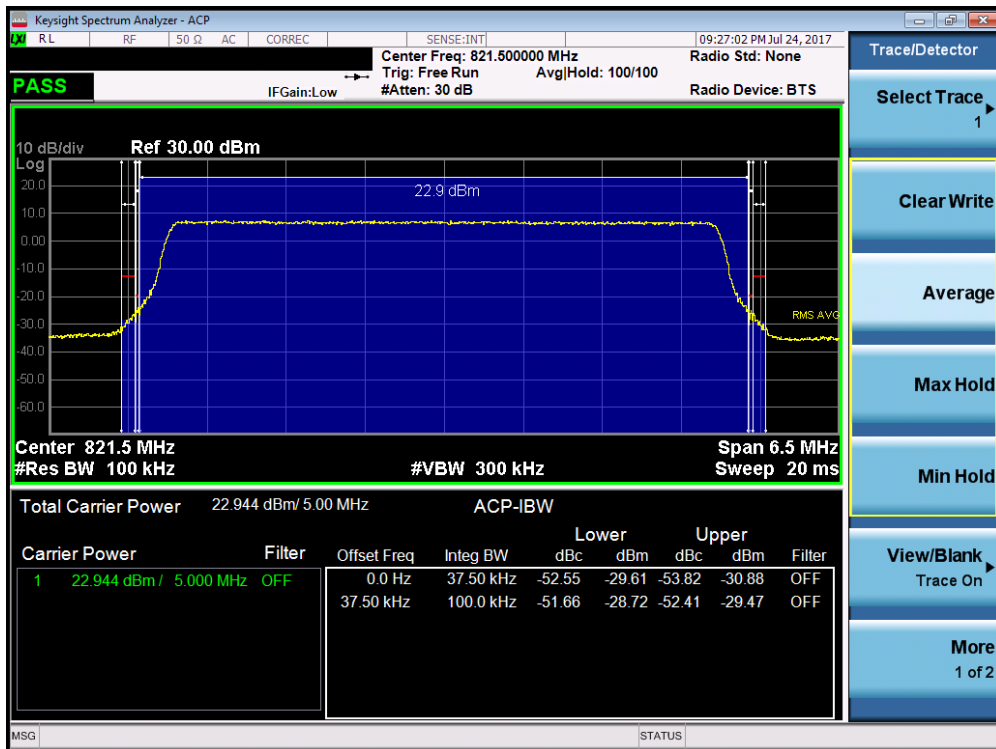 Keysight Spectrum Analyzer - ACP
LXI RL RF 50 Ω AC CORREC SENSE:INT 09:27:02 PM Jul 24, 2017
Center Freq: 821.500000 MHz Radio Std: None
Trig: Free Run Avg|Hold: 100/100
PASS IFGain:Low #Atten: 30 dB Radio Device: BTS
10 dB/div Ref 30.00 dBm
Log
22.9 dBm
20.0
10.0
0.00
-10.0
-20.0
-30.0
-40.0
-50.0
-60.0
RMS AVG
Center 821.5 MHz Span 6.5 MHz
#Res BW 100 kHz #VBW 300 kHz Sweep 20 ms
Total Carrier Power 22.944 dBm/ 5.00 MHz ACP-IBW
Lower Upper
Carrier Power Filter Offset Freq Integ BW dBc dBm dBc dBm Filter
1 22.944 dBm / 5.000 MHz OFF 0.0 Hz 37.50 kHz -52.55 -29.61 -53.82 -30.88 OFF
37.50 kHz 100.0 kHz -51.66 -28.72 -52.41 -29.47 OFF
MSG STATUS
Trace/Detector
Select Trace
1
Clear Write
Average
Max Hold
Min Hold
View/Blank
Trace On
More
1 of 2